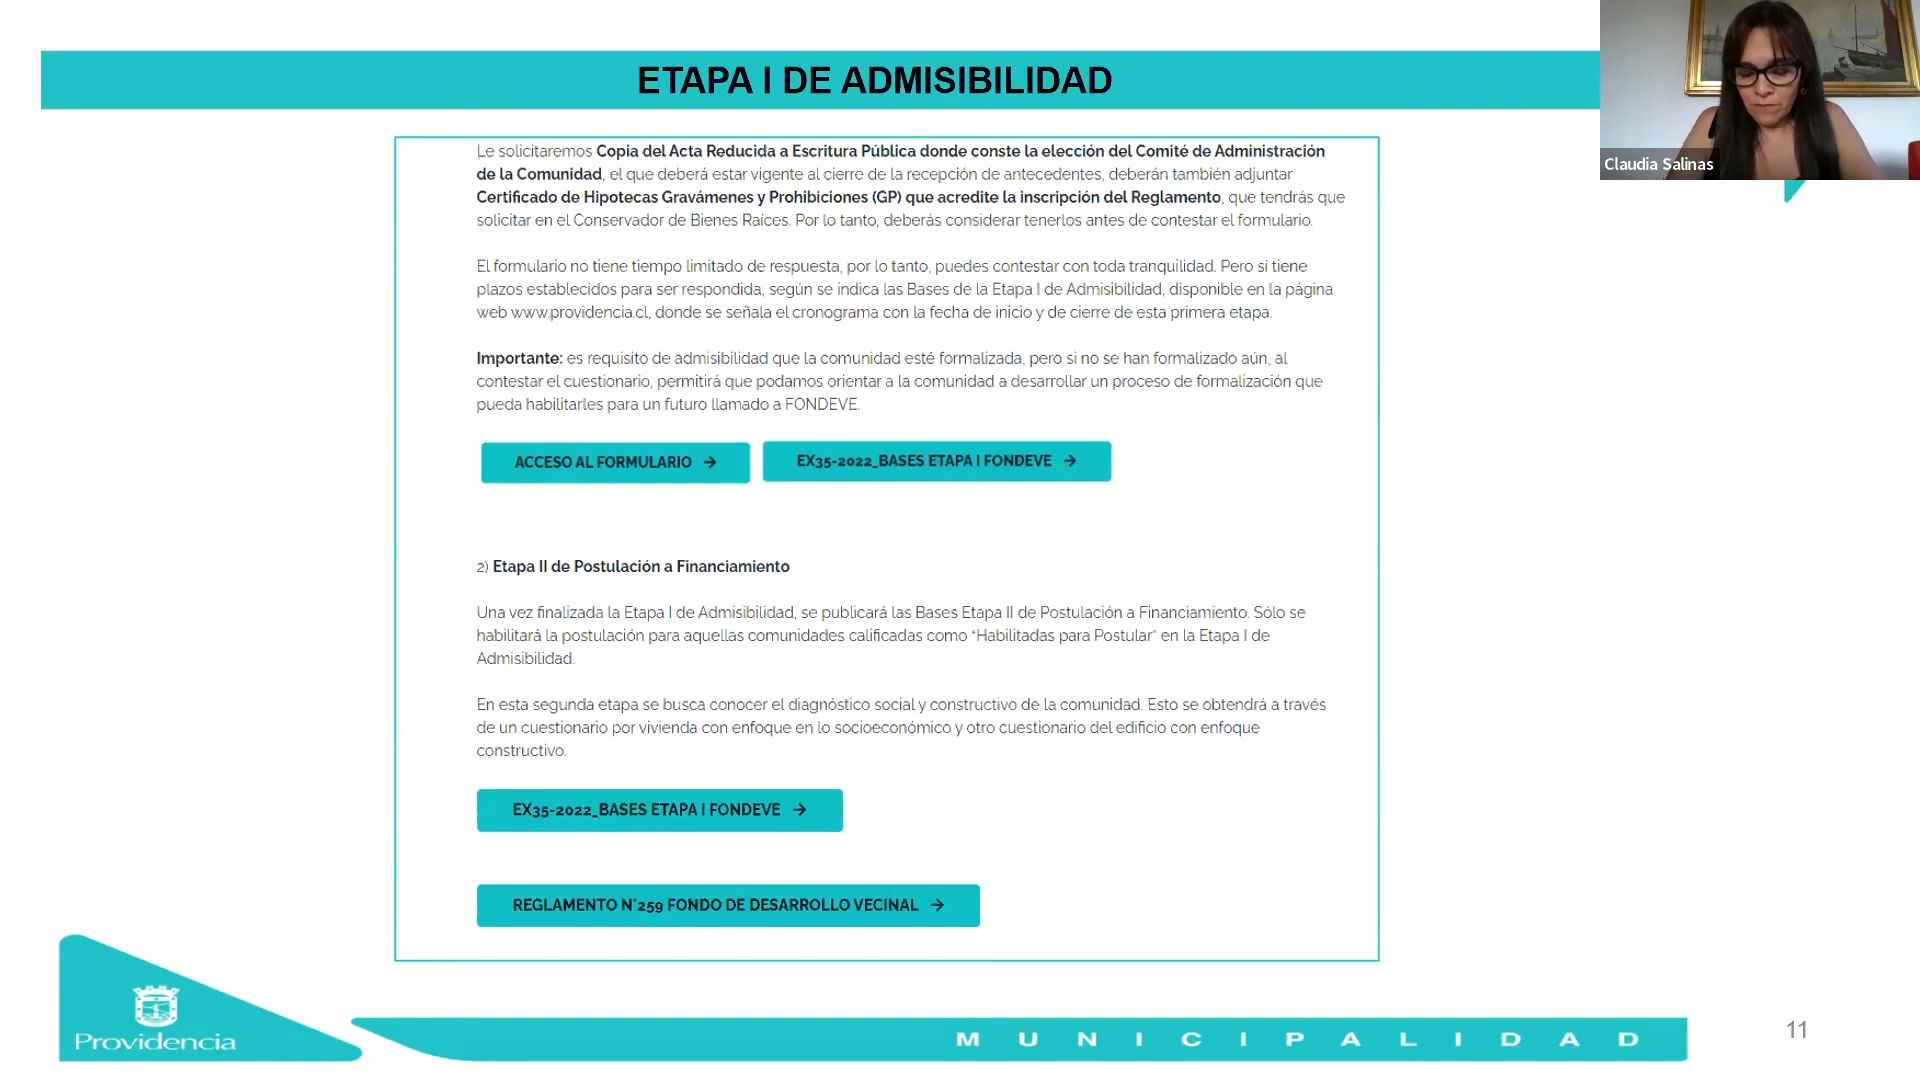 ETAPA I DE ADMISIBILIDAD
Claudia Salinas
Le solicitaremos Copia del Acta Reducida a Escritura Pública donde conste la elección del Comité de Administración
de la Comunidad, el que deberá estar vigente al cierre de la recepción de antecedentes, deberán también adjuntar
Certificado de Hipotecas Gravámenes y Prohibiciones (GP) que acredite la inscripción del Reglamento, que tendrás que
solicitar en el Conservador de Bienes Raíces. Por lo tanto, deberás considerar tenerlos antes de contestar el formulario.
El formulario no tiene tiempo limitado de respuesta, por lo tanto, puedes contestar con toda tranquilidad. Pero sí tiene
plazos establecidos para ser respondida, según se indica las Bases de la Etapa I de Admisibilidad, disponible en la página
web www.providencia.cl, donde se señala el cronograma con la fecha de inicio y de cierre de esta primera etapa.
Importante: es requisito de admisibilidad que la comunidad esté formalizada, pero si no se han formalizado aún, al
contestar el cuestionario, permitirá que podamos orientar a la comunidad a desarrollar un proceso de formalización que
pueda habilitarles para un futuro llamado a FONDEVE.
ACCESO AL FORMULARIO →
EX35-2022_BASES ETAPA I FONDEVE →
2) Etapa II de Postulación a Financiamiento
Una vez finalizada la Etapa I de Admisibilidad, se publicará las Bases Etapa II de Postulación a Financiamiento. Sólo se
habilitará la postulación para aquellas comunidades calificadas como “Habilitadas para Postular” en la Etapa I de
Admisibilidad.
En esta segunda etapa se busca conocer el diagnóstico social y constructivo de la comunidad. Esto se obtendrá a través
de un cuestionario por vivienda con enfoque en lo socioeconómico y otro cuestionario del edificio con enfoque
constructivo.
EX35-2022_BASES ETAPA I FONDEVE →
REGLAMENTO N°259 FONDO DE DESARROLLO VECINAL →
Providencia
MUNICIPALIDAD
11